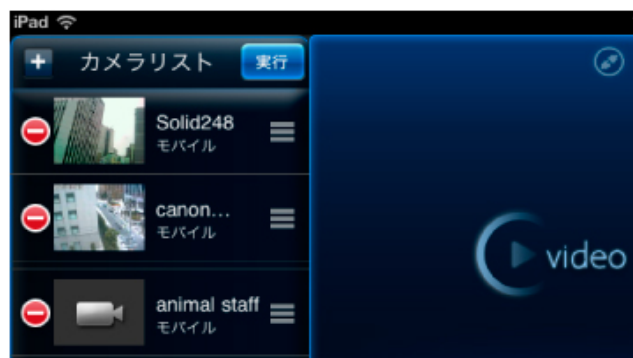 iPad
カメラリスト 実行
Solid248
モバイル
canon...
モバイル
animal staff
モバイル
video